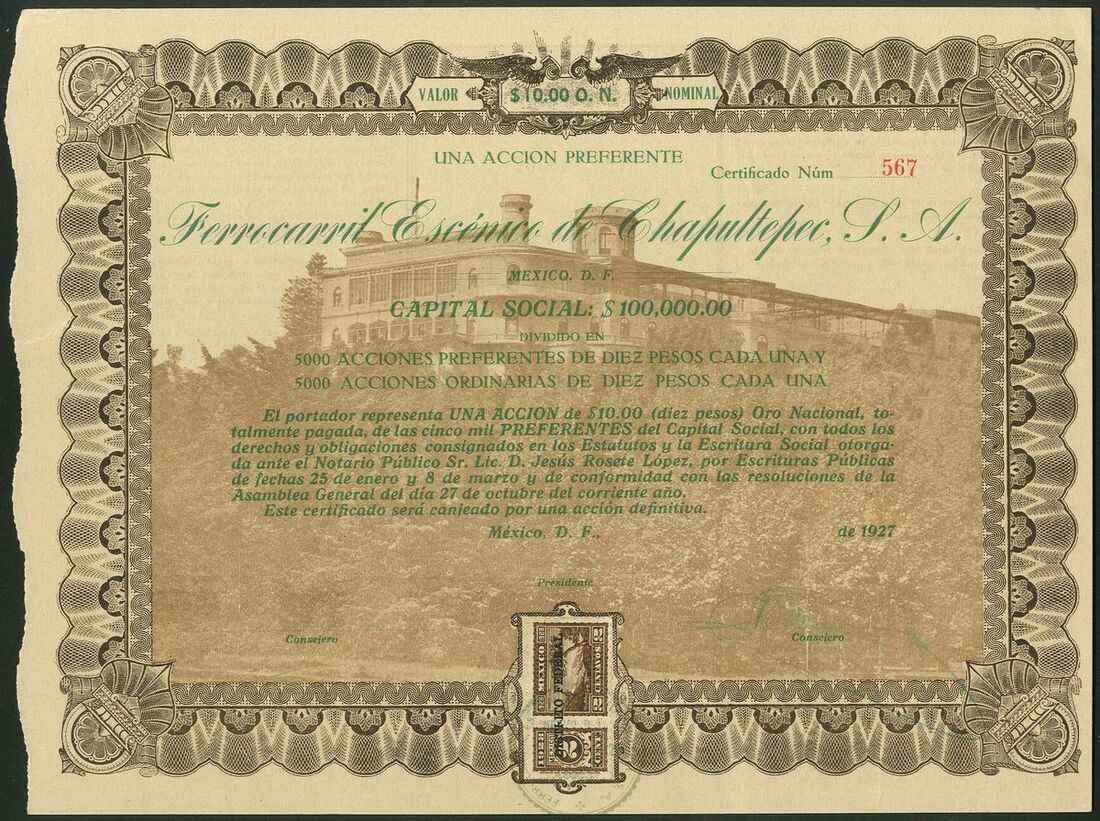 VALOR $10.00 O. N. NOMINAL
UNA ACCION PREFERENTE
Certificado Núm 567
Ferrocarril Escénico de Chapultepec, S. A.
MEXICO, D. F.
CAPITAL SOCIAL: $100,000.00
DIVIDIDO EN
5000 ACCIONES PREFERENTES DE DIEZ PESOS CADA UNA Y
5000 ACCIONES ORDINARIAS DE DIEZ PESOS CADA UNA
El portador representa UNA ACCION de $10.00 (diez pesos) Oro Nacional, to-
talmente pagada, de las cinco mil PREFERENTES del Capital Social, con todos los
derechos y obligaciones consignados en los Estatutos y la Escritura Social otorga-
da ante el Notario Público Sr. Lic. D. Jesús Rosete López, por Escrituras Públicas
de fechas 25 de enero y 8 de marzo y de conformidad con las resoluciones de la
Asamblea General del día 27 de octubre del corriente año.
Este certificado será canjeado por una acción definitiva.
México, D. F., de 1927
Presidente
Consejero
Consejero
MEXICO
CENTAVOS
FEDERAL